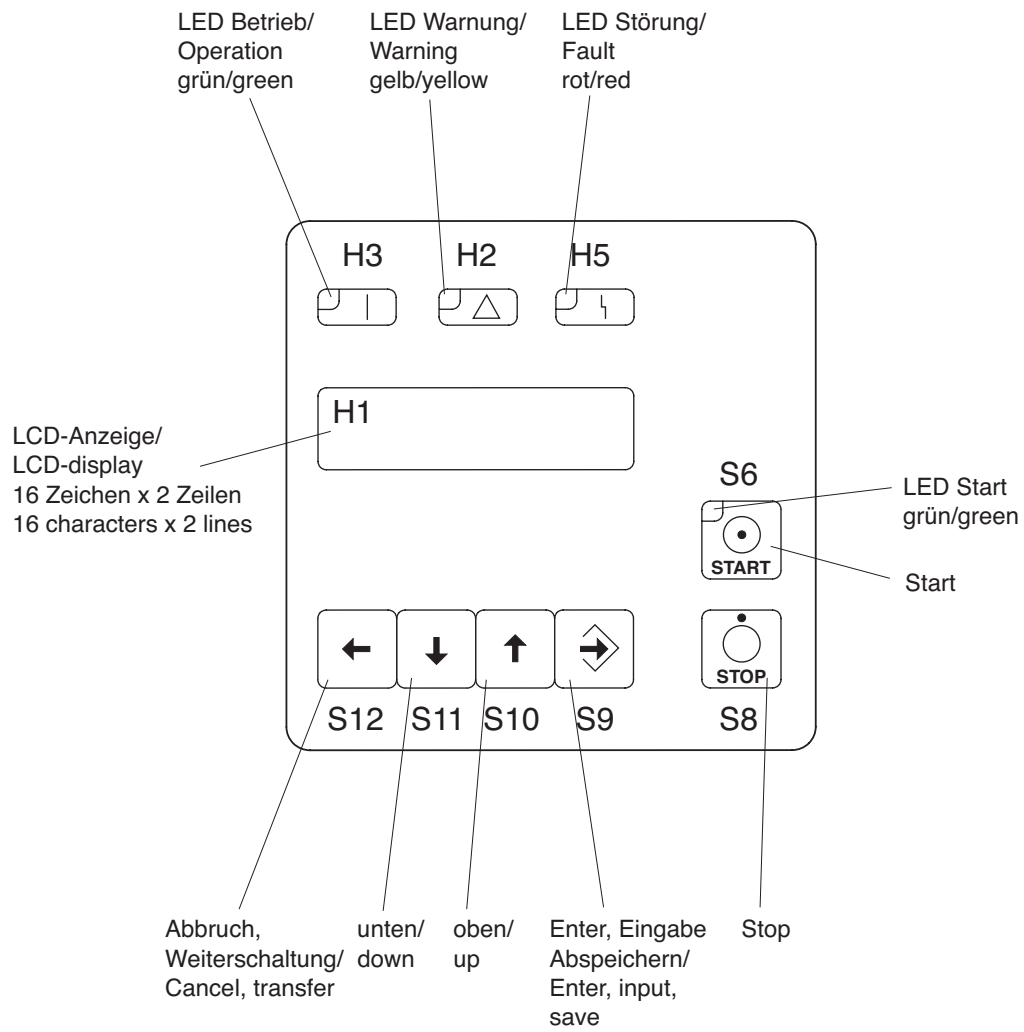 LED Betrieb/
Operation
grün/green
LED Warnung/
Warning
gelb/yellow
LED Störung/
Fault
rot/red
H3
H2
H5
H1
LCD-Anzeige/
LCD-display
16 Zeichen x 2 Zeilen
16 characters x 2 lines
S6
LED Start
grün/green
START
Start
STOP
S12
S11
S10
S9
S8
Abbruch,
Weiterschaltung/
Cancel, transfer
unten/
down
oben/
up
Enter, Eingabe
Abspeichern/
Enter, input,
save
Stop